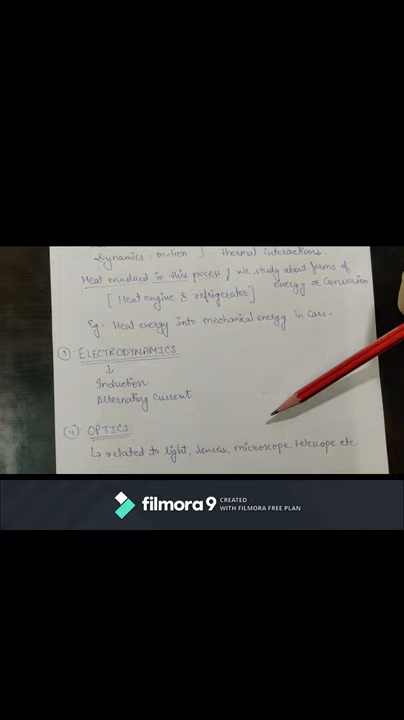 Dynamics = motion } thermal interactions.
Heat involved in this process / We study about forms of
energy or Conversion
[Heat engine & refrigerator]
Eg- Heat energy into mechanical energy in Cars.
③ ELECTRODYNAMICS
↓
Induction
Alternating Current
④ OPTICS
↳ related to light, lenses, microscope, telescope etc
filmora9
CREATED
WITH FILMORA FREE PLAN